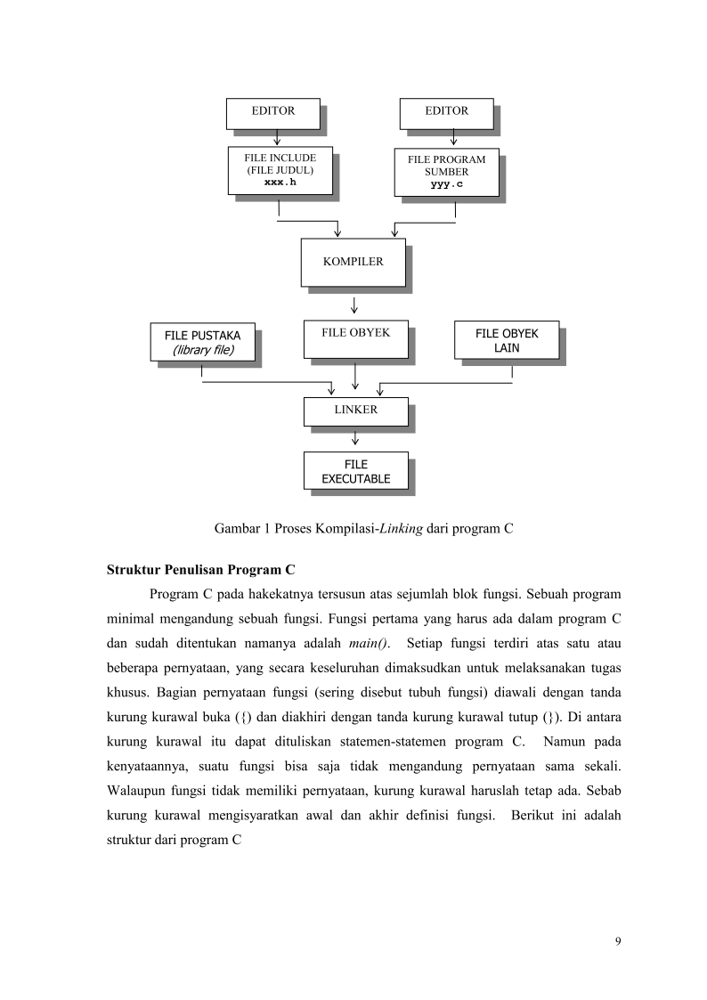 EDITOR
EDITOR
FILE INCLUDE
(FILE JUDUL)
xxx.h
FILE PROGRAM
SUMBER
yyy.c
KOMPILER
FILE PUSTAKA
(library file)
FILE OBYEK
FILE OBYEK
LAIN
LINKER
FILE
EXECUTABLE
Gambar 1 Proses Kompilasi-Linking dari program C
Struktur Penulisan Program C
Program C pada hakekatnya tersusun atas sejumlah blok fungsi. Sebuah program
minimal mengandung sebuah fungsi. Fungsi pertama yang harus ada dalam program C
dan sudah ditentukan namanya adalah main(). Setiap fungsi terdiri atas satu atau
beberapa pernyataan, yang secara keseluruhan dimaksudkan untuk melaksanakan tugas
khusus. Bagian pernyataan fungsi (sering disebut tubuh fungsi) diawali dengan tanda
kurung kurawal buka ({) dan diakhiri dengan tanda kurung kurawal tutup (}). Di antara
kurung kurawal itu dapat dituliskan statemen-statemen program C. Namun pada
kenyataannya, suatu fungsi bisa saja tidak mengandung pernyataan sama sekali.
Walaupun fungsi tidak memiliki pernyataan, kurung kurawal haruslah tetap ada. Sebab
kurung kurawal mengisyaratkan awal dan akhir definisi fungsi. Berikut ini adalah
struktur dari program C
9